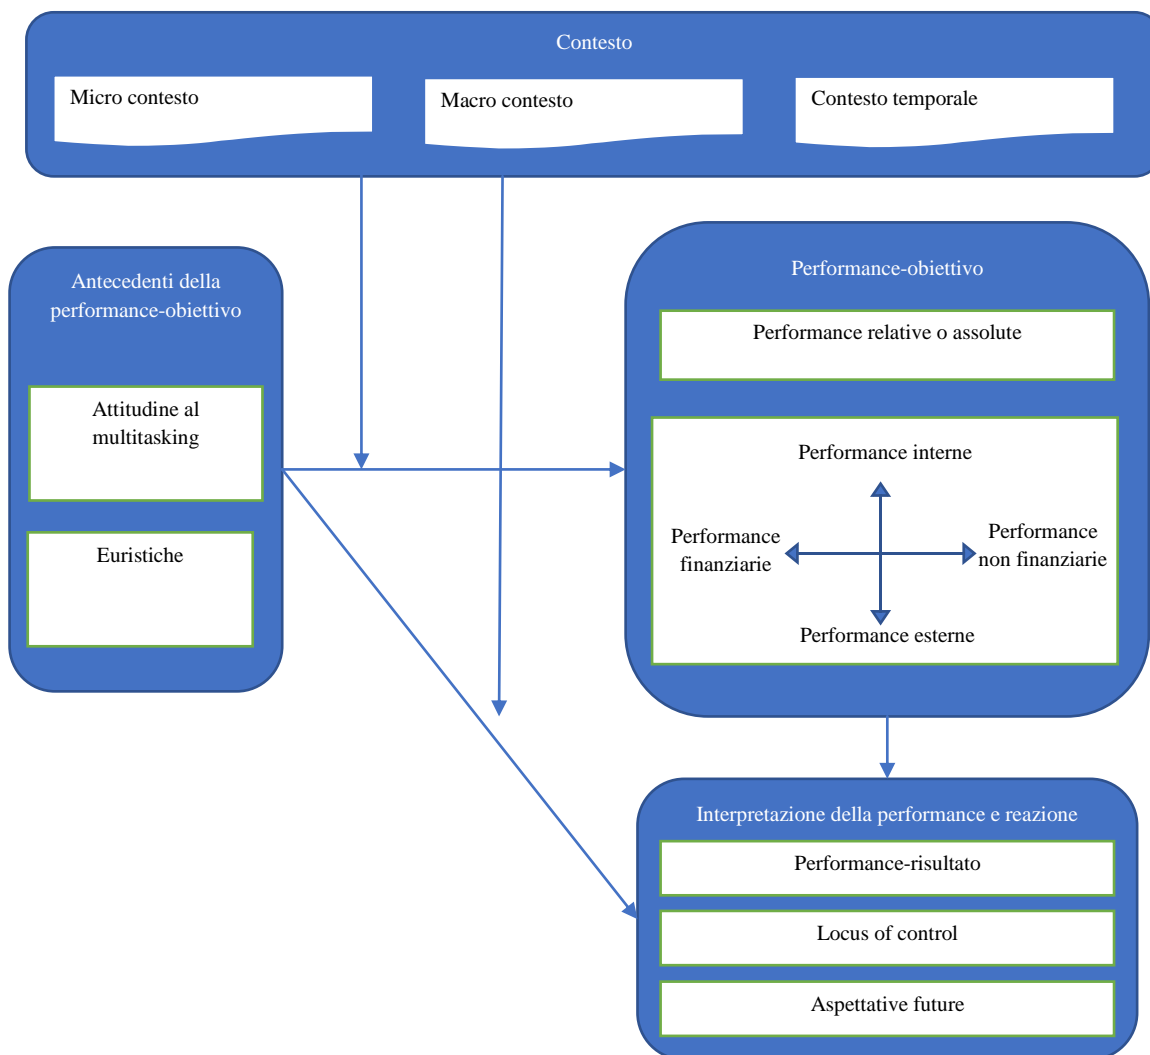 Contesto
Micro contesto
Macro contesto
Contesto temporale
Antecedenti della
performance-obiettivo
Attitudine al
multitasking
Euristiche
Performance-obiettivo
Performance relative o assolute
Performance interne
Performance
finanziarie
Performance
non finanziarie
Performance esterne
Interpretazione della performance e reazione
Performance-risultato
Locus of control
Aspettative future